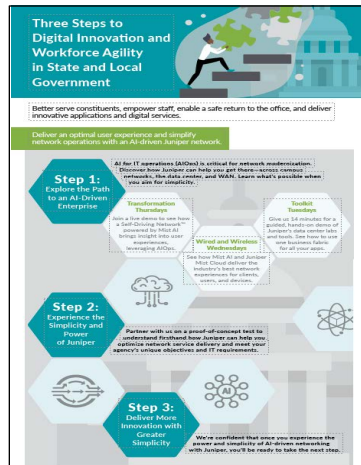 Three Steps to
Digital Innovation and
Workforce Agility
in State and Local
Government
Better serve constituents, empower staff, enable a safe return to the office, and deliver
innovative applications and digital services.
Deliver an optimal user experience and simplify
network operations with an AI-driven Juniper network.
Step 1:
Explore the Path
to an AI-Driven
Enterprise
AI for IT operations (AIOps) is critical for network modernization.
Discover how Juniper can help you get there—across campus
networks, the data center, and WAN. Learn what's possible when
you aim for simplicity.
Transformation
Thursdays
Join a live demo to see how
a Self-Driving Network™
powered by Mist AI
brings insight into user
experiences,
leveraging AIOps.
Wired and Wireless
Wednesdays
See how Mist AI and Juniper
Mist Cloud deliver the
industry's best network
experiences for clients,
users, and devices.
Toolkit
Tuesdays
Give us 14 minutes for a
guided, hands-on demo of
Juniper's data center labs
and tools. See how to use
one business fabric
for all your apps.
Step 2:
Experience the
Simplicity and
Power
of Juniper
Partner with us on a proof-of-concept test to
understand firsthand how Juniper can help you
optimize network service delivery and meet your
agency's unique objectives and IT requirements.
AI
Step 3:
Deliver More
Innovation with
Greater
Simplicity
We're confident that once you experience the
power and simplicity of AI-driven networking
with Juniper, you'll be ready to take the next step.